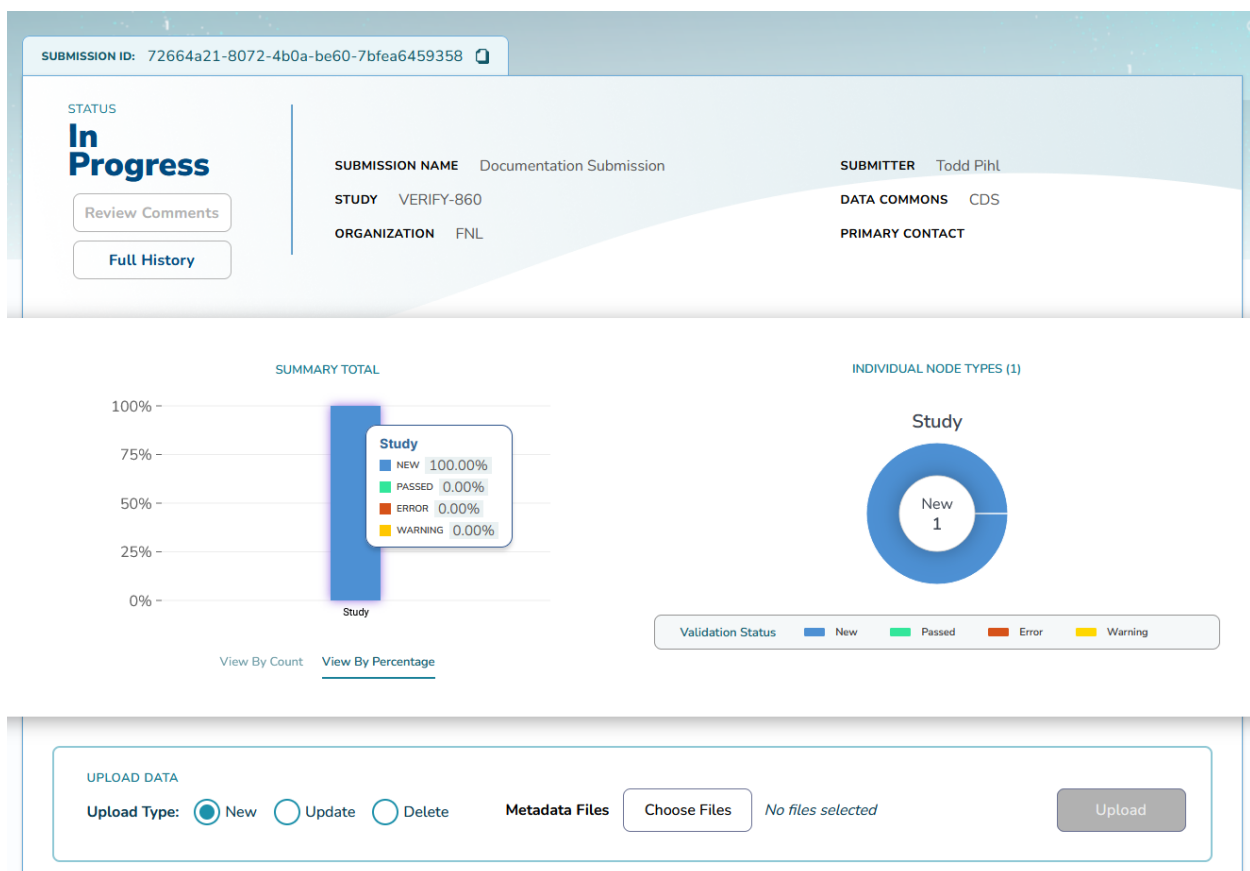 SUBMISSION ID: 72664a21-8072-4b0a-be60-7bfea6459358
STATUS
In
Progress
Review Comments
Full History
SUBMISSION NAME Documentation Submission
STUDY VERIFY-860
ORGANIZATION FNL
SUBMITTER Todd Pihl
DATA COMMONS CDS
PRIMARY CONTACT
SUMMARY TOTAL
100%
75%
50%
25%
0%
Study
NEW 100.00%
PASSED 0.00%
ERROR 0.00%
WARNING 0.00%
Study
View By Count View By Percentage
INDIVIDUAL NODE TYPES (1)
Study
New
1
Validation Status New Passed Error Warning
UPLOAD DATA
Upload Type: New Update Delete Metadata Files Choose Files No files selected Upload